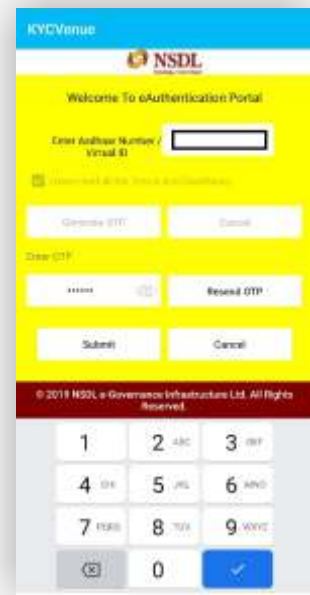 KYCVenue
NSDL
Welcome To eAuthentication Portal
Enter Aadhaar Number /
Virtual ID
Generate OTP
Cancel
Enter OTP
••••••
Resend OTP
Submit
Cancel
© 2019 NSDL e-Governance Infrastructure Ltd. All Rights
Reserved.
1
2 ABC
3 DEF
4 GHI
5 JKL
6 MNO
7 PQRS
8 TUV
9 WXYZ
0